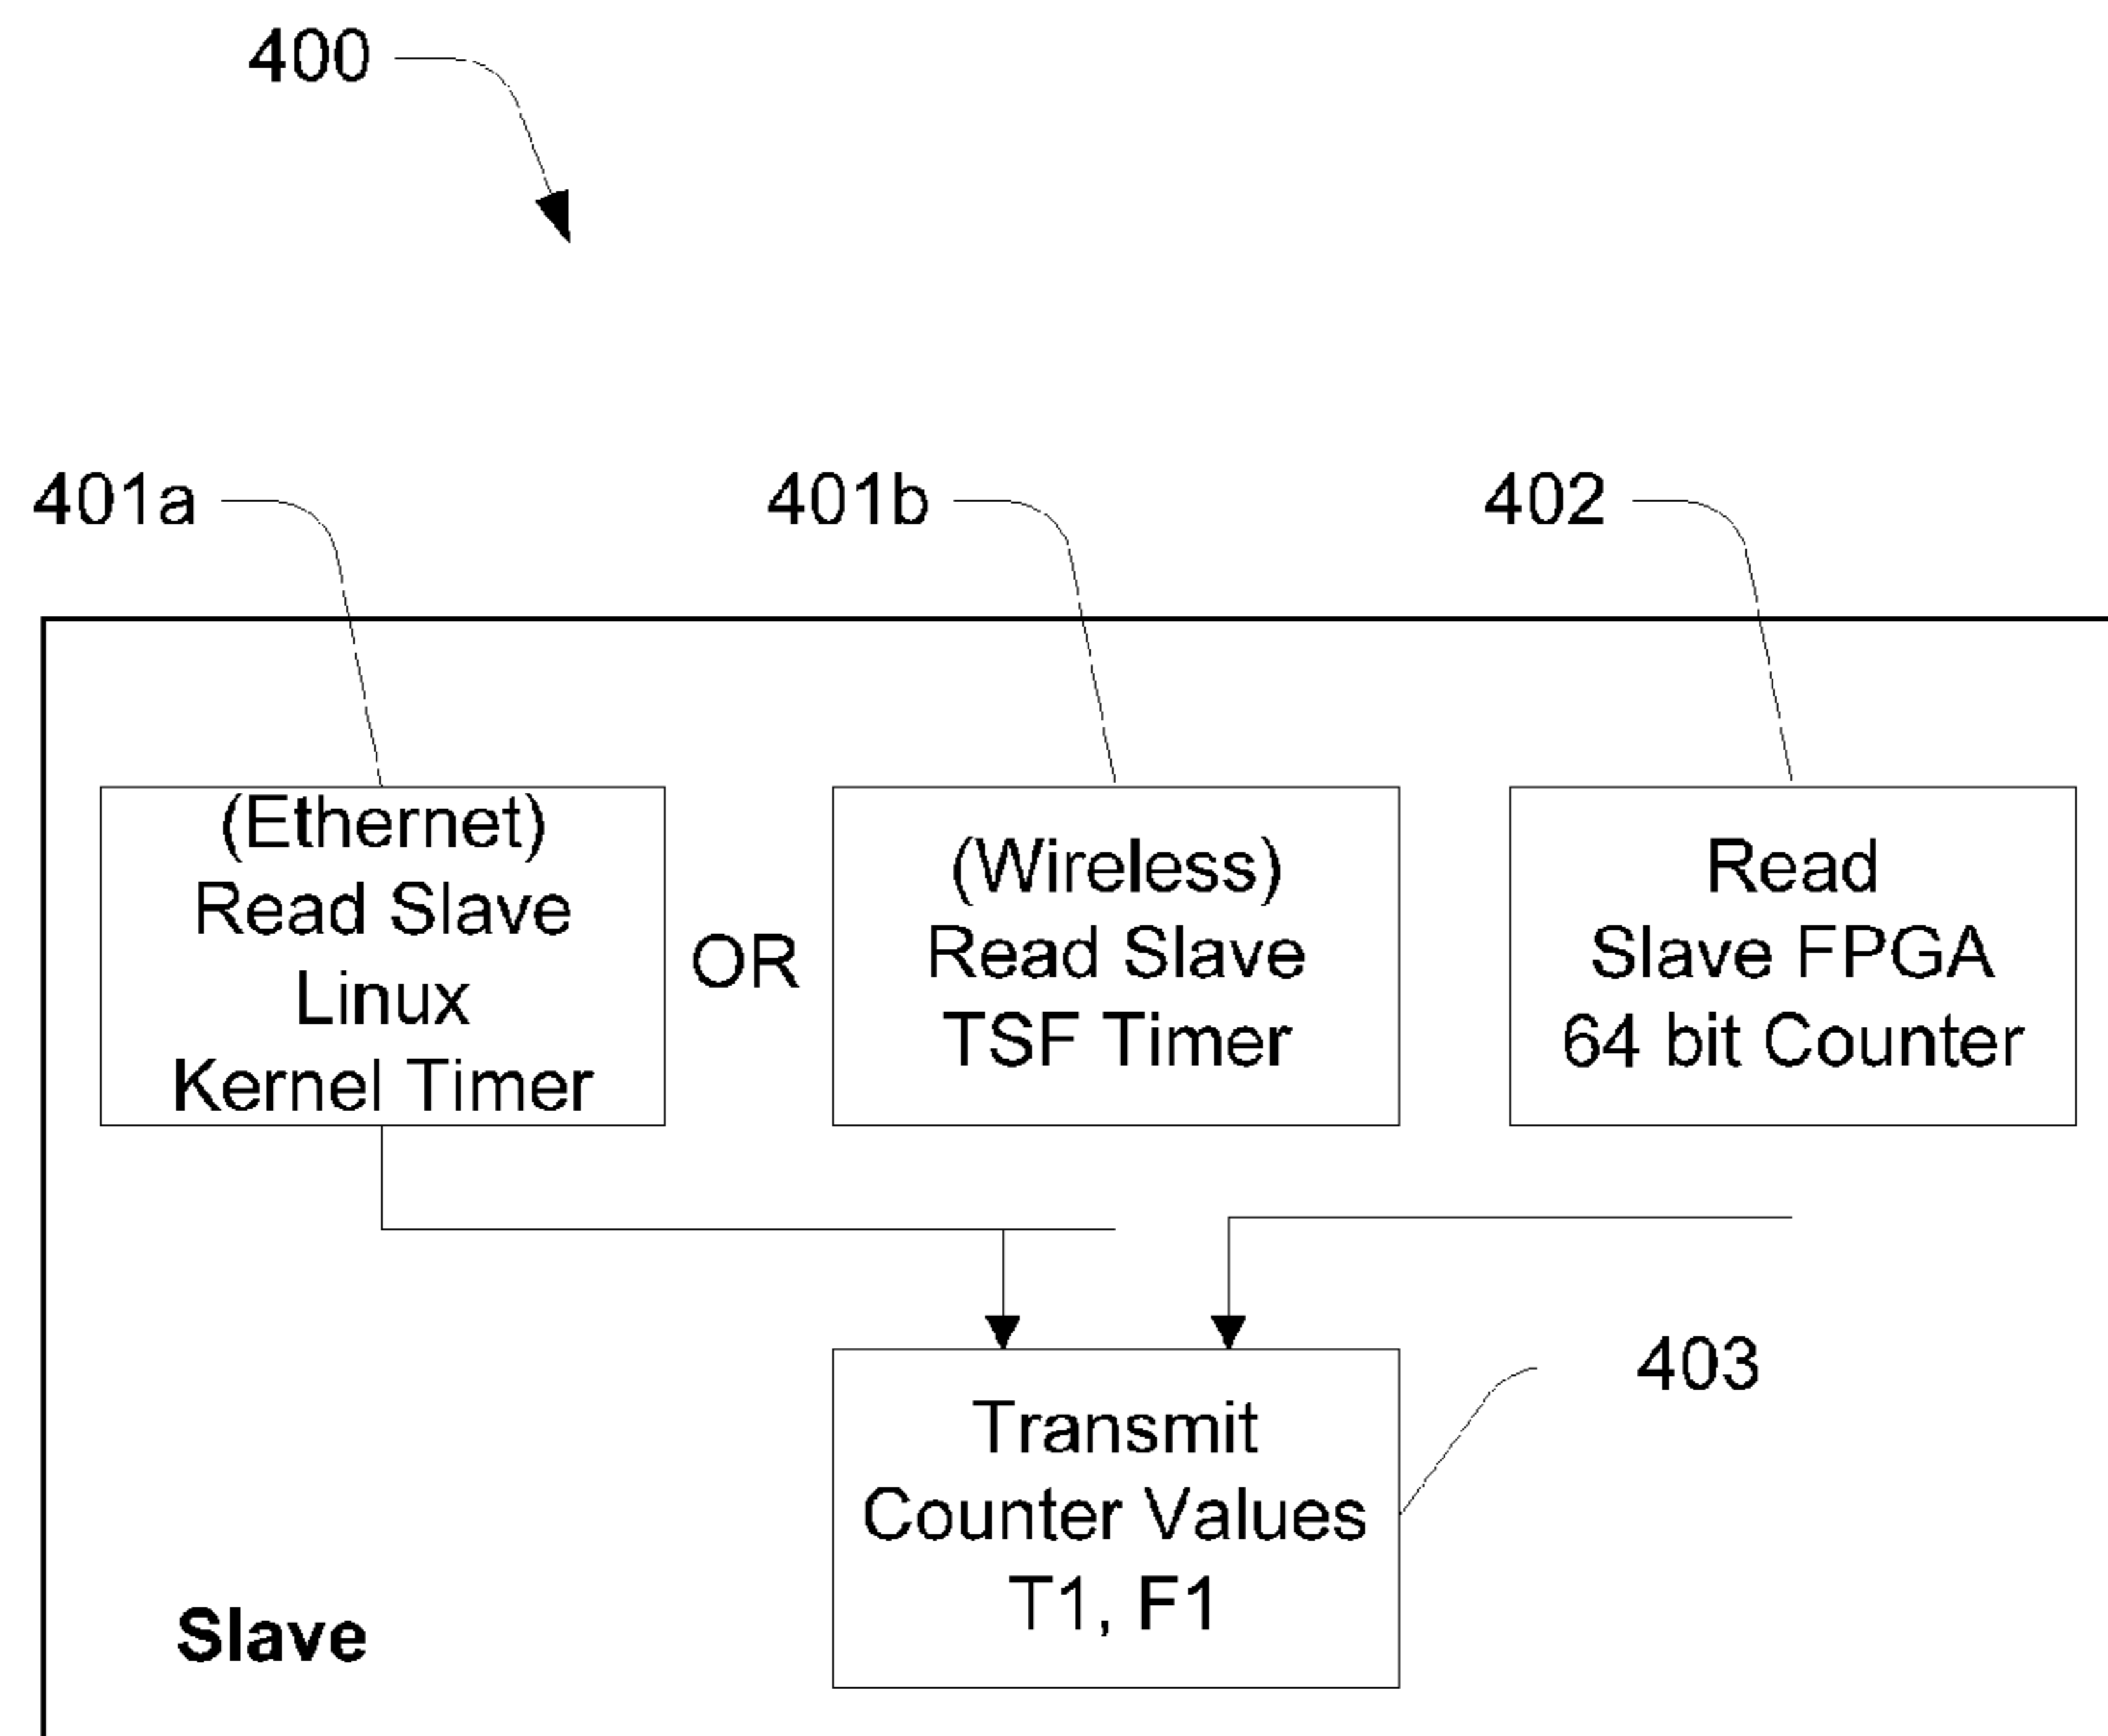 400
401a
401b
402
(Ethernet)
Read Slave
Linux
Kernel Timer
OR
(Wireless)
Read Slave
TSF Timer
Read
Slave FPGA
64 bit Counter
403
Transmit
Counter Values
T1, F1
Slave